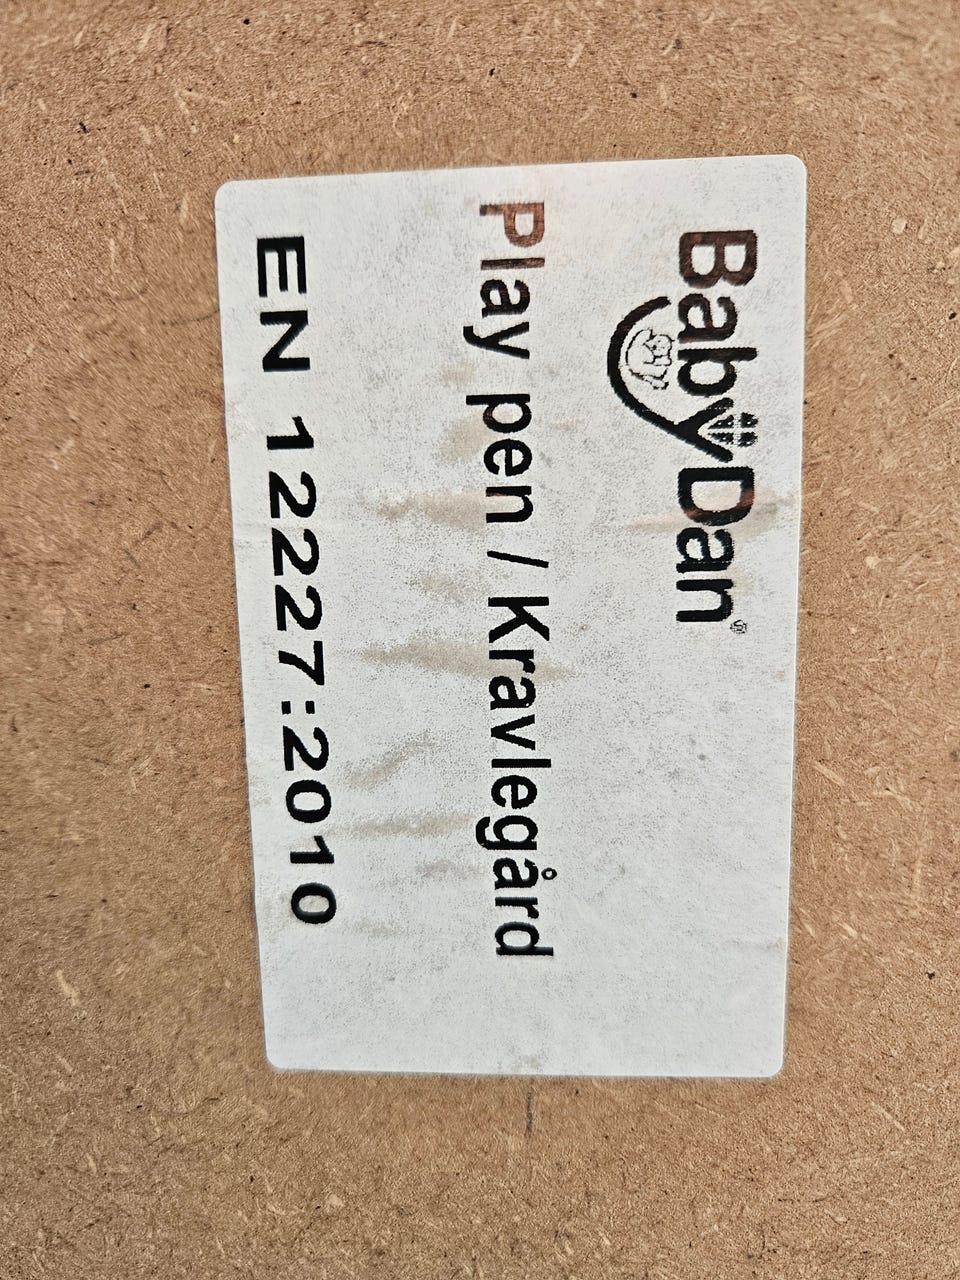 BabyDan®
Play pen / Kravlegård
EN 12227:2010